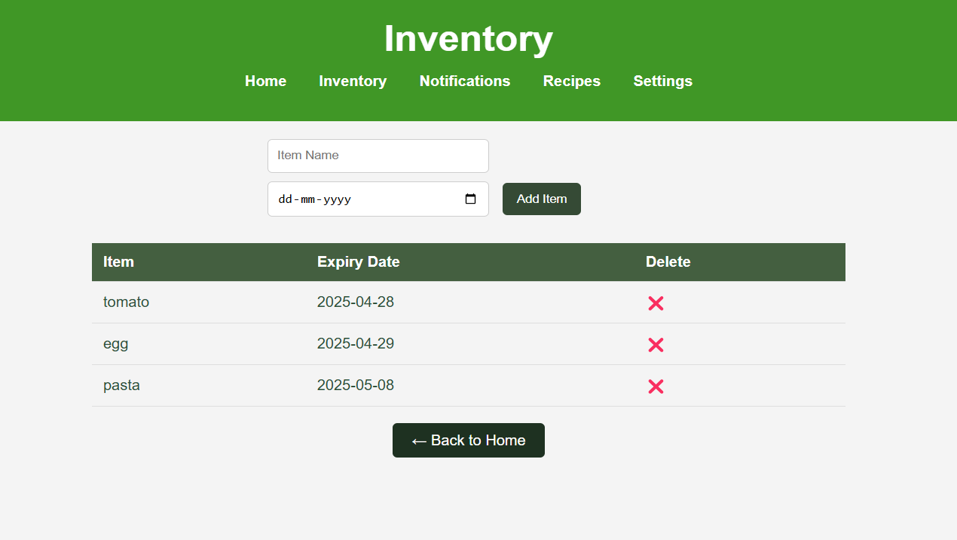 Inventory
Home Inventory Notifications Recipes Settings
Item Name
dd-mm-yyyy Add Item
Item Expiry Date Delete
tomato 2025-04-28 ❌
egg 2025-04-29 ❌
pasta 2025-05-08 ❌
← Back to Home